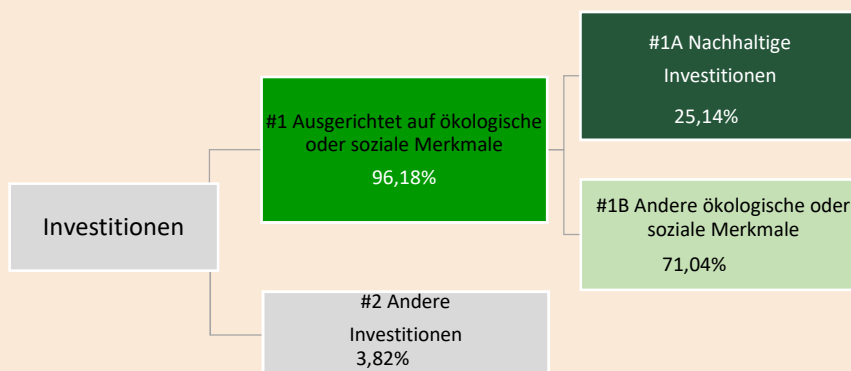 Investitionen
#1 Ausgerichtet auf ökologische
oder soziale Merkmale
96,18%
#2 Andere
Investitionen
3,82%
#1A Nachhaltige
Investitionen
25,14%
#1B Andere ökologische oder
soziale Merkmale
71,04%